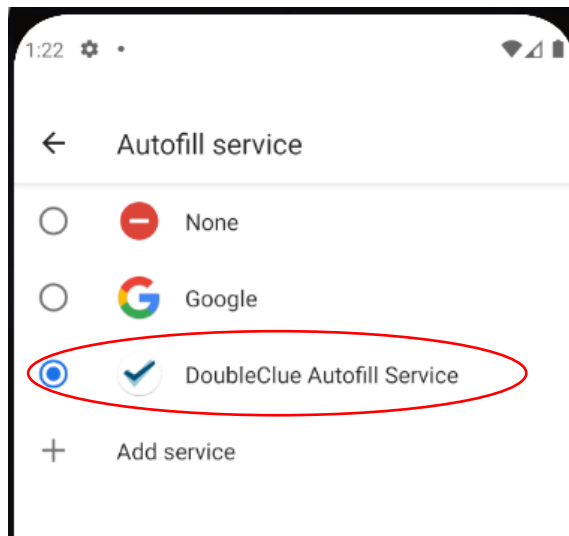 1:22
Autofill service
None
Google
DoubleClue Autofill Service
Add service